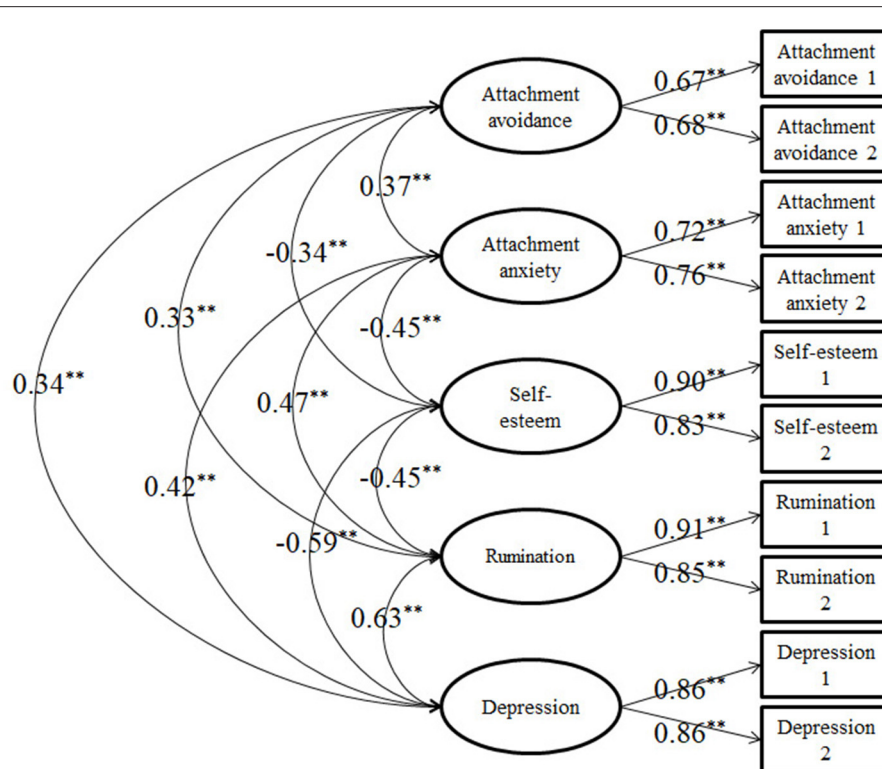 Attachment
avoidance 1
0.67**
Attachment
avoidance
0.68**
Attachment
avoidance 2
0.37**
Attachment
anxiety 1
0.72**
-0.34**
Attachment
anxiety
0.76**
Attachment
anxiety 2
0.33**
-0.45**
Self-esteem
1
0.90**
0.34**
0.47**
Self-
esteem
0.83**
Self-esteem
2
0.42**
-0.45**
Rumination
1
0.91**
-0.59**
Rumination
0.85**
Rumination
2
0.63**
Depression
1
0.86**
Depression
0.86**
Depression
2